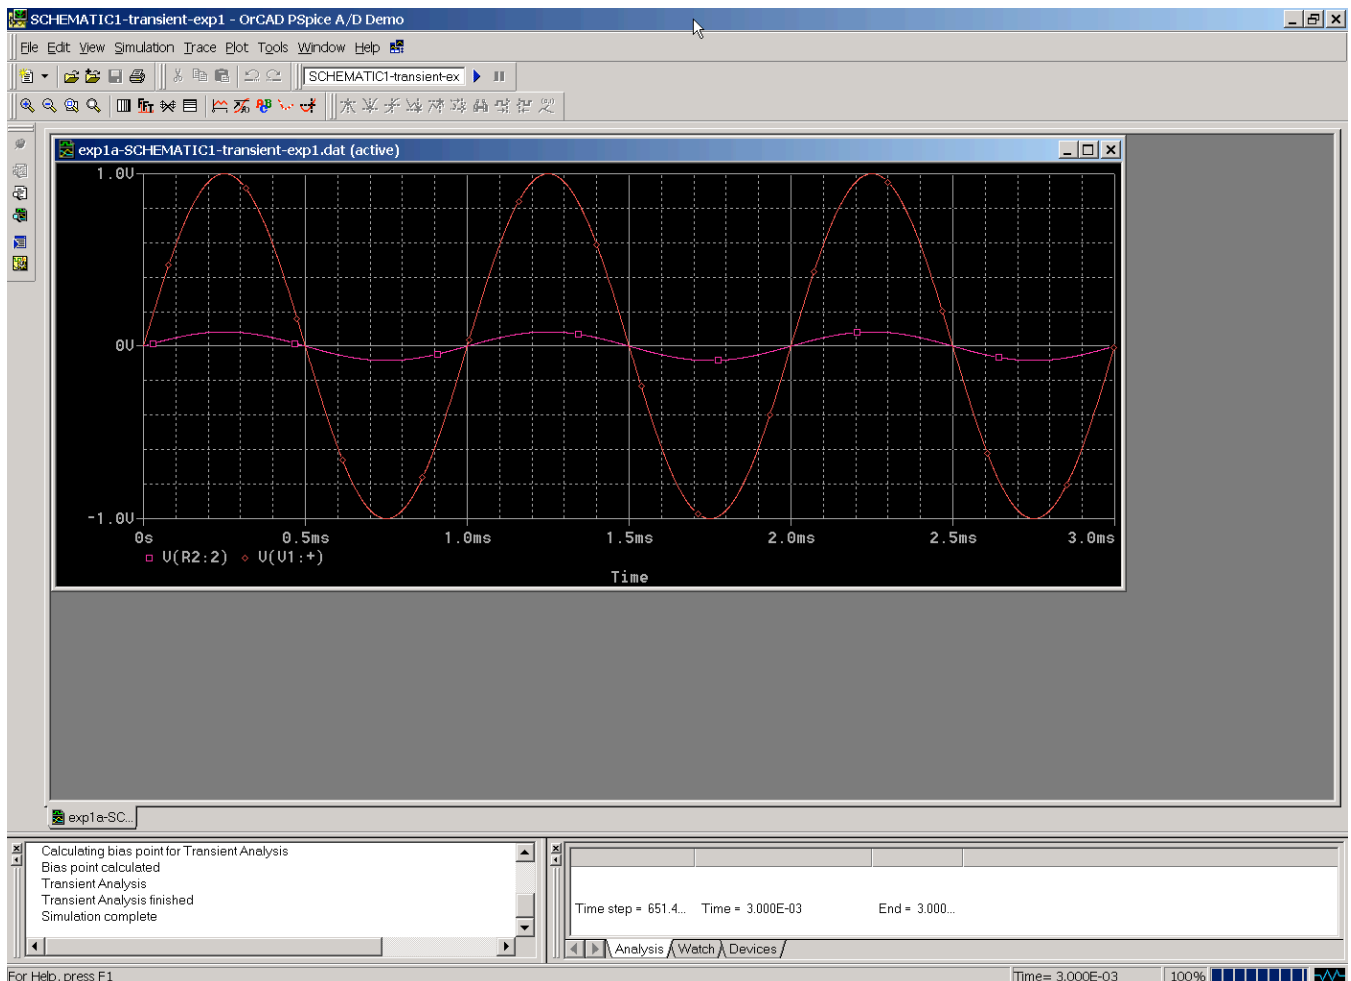 SCHEMATIC1-transient-exp1 - OrCAD PSpice A/D Demo
File Edit View Simulation Trace Plot Tools Window Help
SCHEMATIC1-transient-ex
exp1a-SCHEMATIC1-transient-exp1.dat (active)
1.0V
0V
-1.0V
0s 0.5ms 1.0ms 1.5ms 2.0ms 2.5ms 3.0ms
V(R2:2) V(V1:+)
Time
exp1a-SC...
Calculating bias point for Transient Analysis
Bias point calculated
Transient Analysis
Transient Analysis finished
Simulation complete
Time step = 651.4... Time = 3.000E-03 End = 3.000...
Analysis Watch Devices
For Help, press F1 Time= 3.000E-03 100%